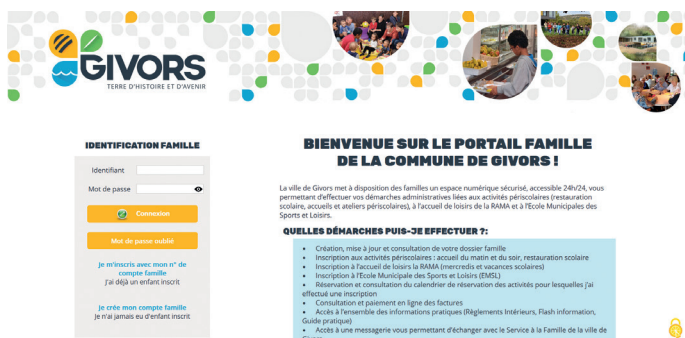 GIVORS
TERRE D'HISTOIRE ET D'AVENIR
IDENTIFICATION FAMILLE
Identifiant
Mot de passe
Connexion
Mot de passe oublié
Je m'inscris avec mon n° de
compte famille
J'ai déjà un enfant inscrit
Je crée mon compte famille
Je n'ai jamais eu d'enfant inscrit
BIENVENUE SUR LE PORTAIL FAMILLE
DE LA COMMUNE DE GIVORS !
La ville de Givors met à disposition des familles un espace numérique sécurisé, accessible 24h/24, vous
permettant d'effectuer vos démarches administratives liées aux activités périscolaires (restauration
scolaire, accueils et ateliers périscolaires), à l'accueil de loisirs de la RAMA et à l'Ecole Municipales des
Sports et Loisirs.
QUELLES DÉMARCHES PUIS-JE EFFECTUER ?:
• Création, mise à jour et consultation de votre dossier famille
• Inscription aux activités périscolaires : accueil du matin et du soir, restauration scolaire
• Inscription à l'accueil de loisirs la RAMA (mercredis et vacances scolaires)
• Inscription à l'Ecole Municipale des Sports et Loisirs (EMSL)
• Réservation et consultation du calendrier de réservation des activités pour lesquelles j'ai
effectué une inscription
• Consultation et paiement en ligne des factures
• Accès à l'ensemble des informations pratiques (Règlements Intérieurs, Flash information,
Guide pratique)
• Accès à une messagerie vous permettant d'échanger avec le Service à la Famille de la ville de